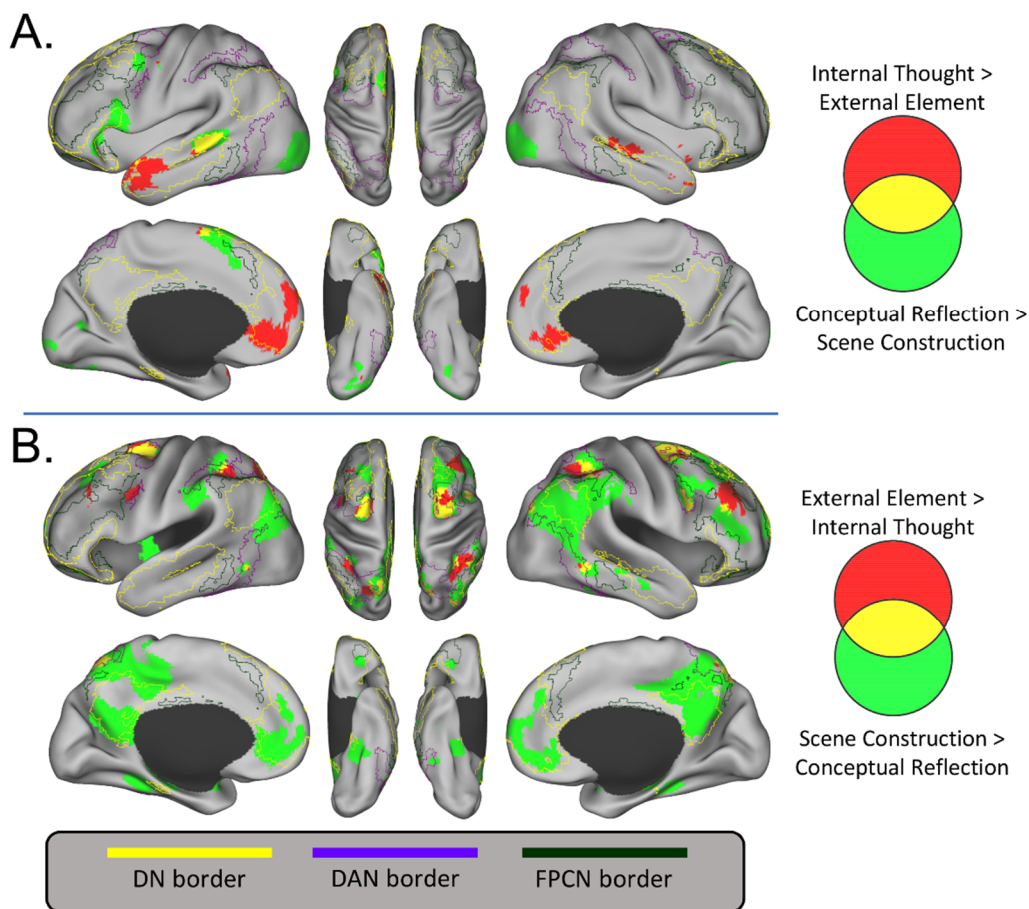 A.
Internal Thought >
External Element
Conceptual Reflection >
Scene Construction
B.
External Element >
Internal Thought
Scene Construction >
Conceptual Reflection
DN border
DAN border
FPCN border